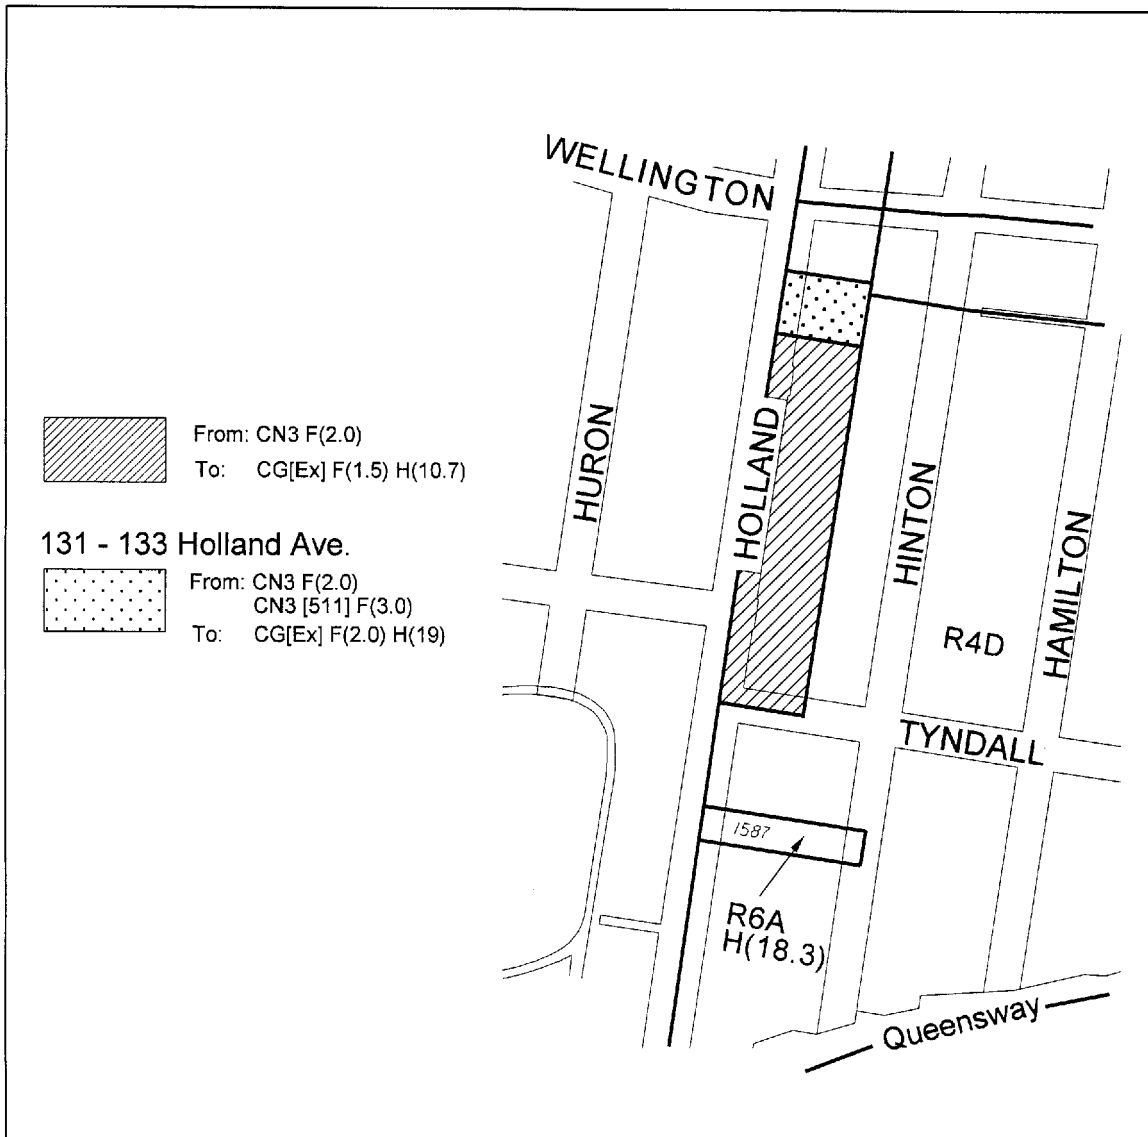 WELLINGTON
From: CN3 F(2.0)
To: CG[Ex] F(1.5) H(10.7)
131 - 133 Holland Ave.
From: CN3 F(2.0)
CN3 [511] F(3.0)
To: CG[Ex] F(2.0) H(19)
HURON
HOLLAND
HINTON
HAMILTON
R4D
TYNDALL
1587
R6A
H(18.3)
Queensway